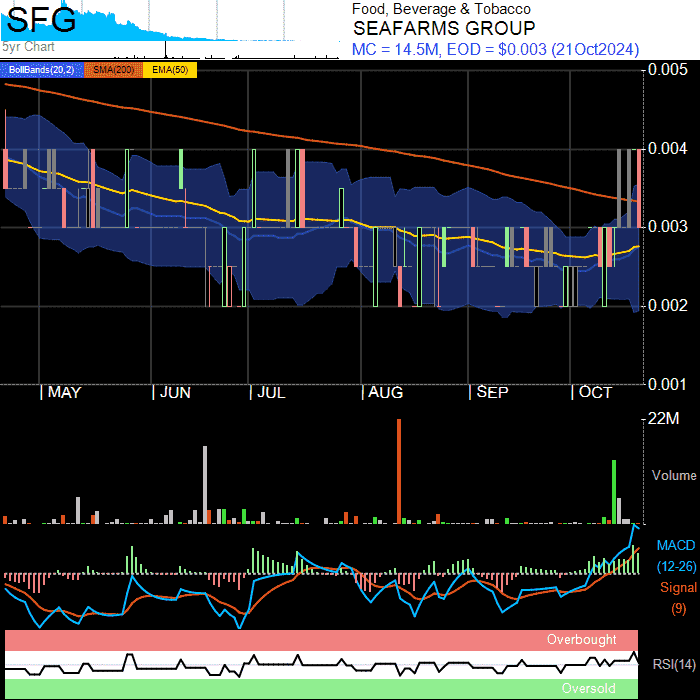 SFG
5yr Chart
Food, Beverage & Tobacco
SEAFARMS GROUP
MC = 14.5M, EOD = $0.003 (21Oct2024)
BollBands(20,2) SMA(200) EMA(50)
0.005
0.004
0.003
0.002
0.001
MAY JUN JUL AUG SEP OCT
22M
Volume
MACD
(12-26)
Signal
(9)
Overbought
RSI(14)
Oversold